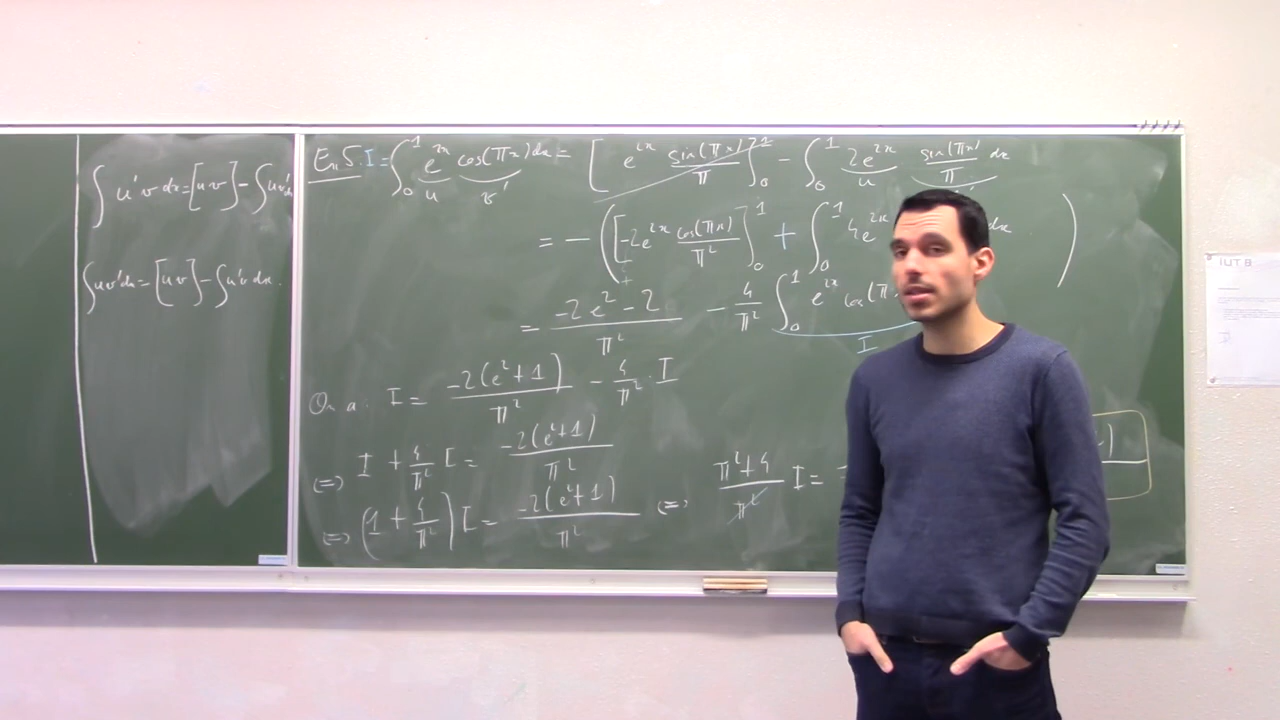 ∫ u'v dx = [uv] - ∫ uv' dx
∫ uv' dx = [uv] - ∫ u'v dx.
Ex 5: I = ∫₀¹ e^{2x} cos(πx) dx = [e^{2x} sin(πx)/π]₀¹ - ∫₀¹ 2e^{2x} sin(πx)/π dx
u v' u
= - ([-2e^{2x} cos(πx)/π²]₀¹ + ∫₀¹ 4e^{2x} dx)
= (-2e² - 2)/π² - 4/π² ∫₀¹ e^{2x} cos(π
I
On a : I = -2(e²+1)/π² - 4/π² · I
⇔ I + 4/π² I = -2(e²+1)/π²
⇔ (1 + 4/π²) I = -2(e²+1)/π² ⇔ (π²+4)/π² I =
IUT B